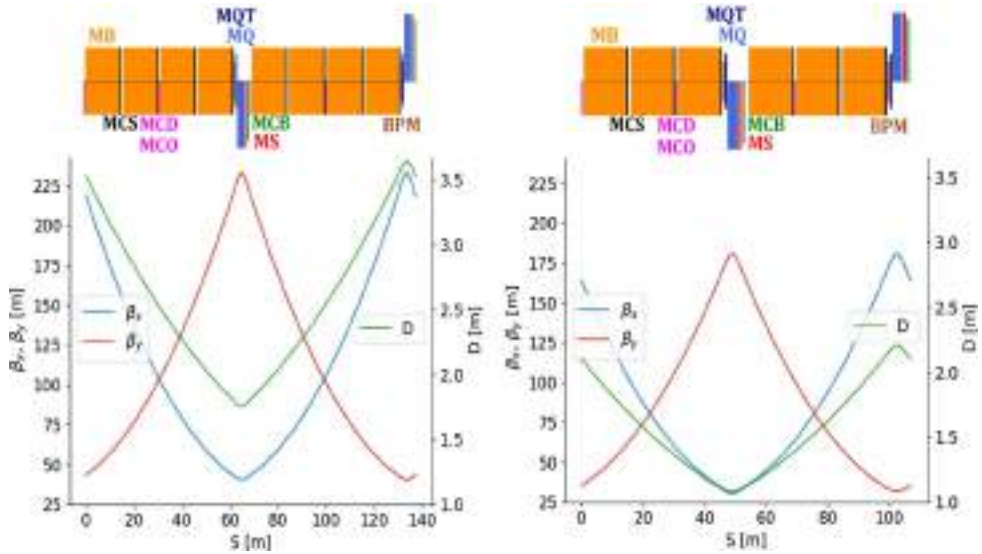 MQT
MB
MQ
MCS MCD
MCO
MCB
MS
BPM
225
200
175
150
125
100
75
50
25
βx, βy [m]
βx
βy
D
3.5
3.0
2.5
2.0
1.5
1.0
D [m]
0 20 40 60 80 100 120 140
S [m]
MQT
MB
MQ
MCS
MCD
MCO
MCB
MS
BPM
225
200
175
150
125
100
75
50
25
βx, βy [m]
βx
βy
D
3.5
3.0
2.5
2.0
1.5
1.0
D [m]
0 20 40 60 80 100
S [m]